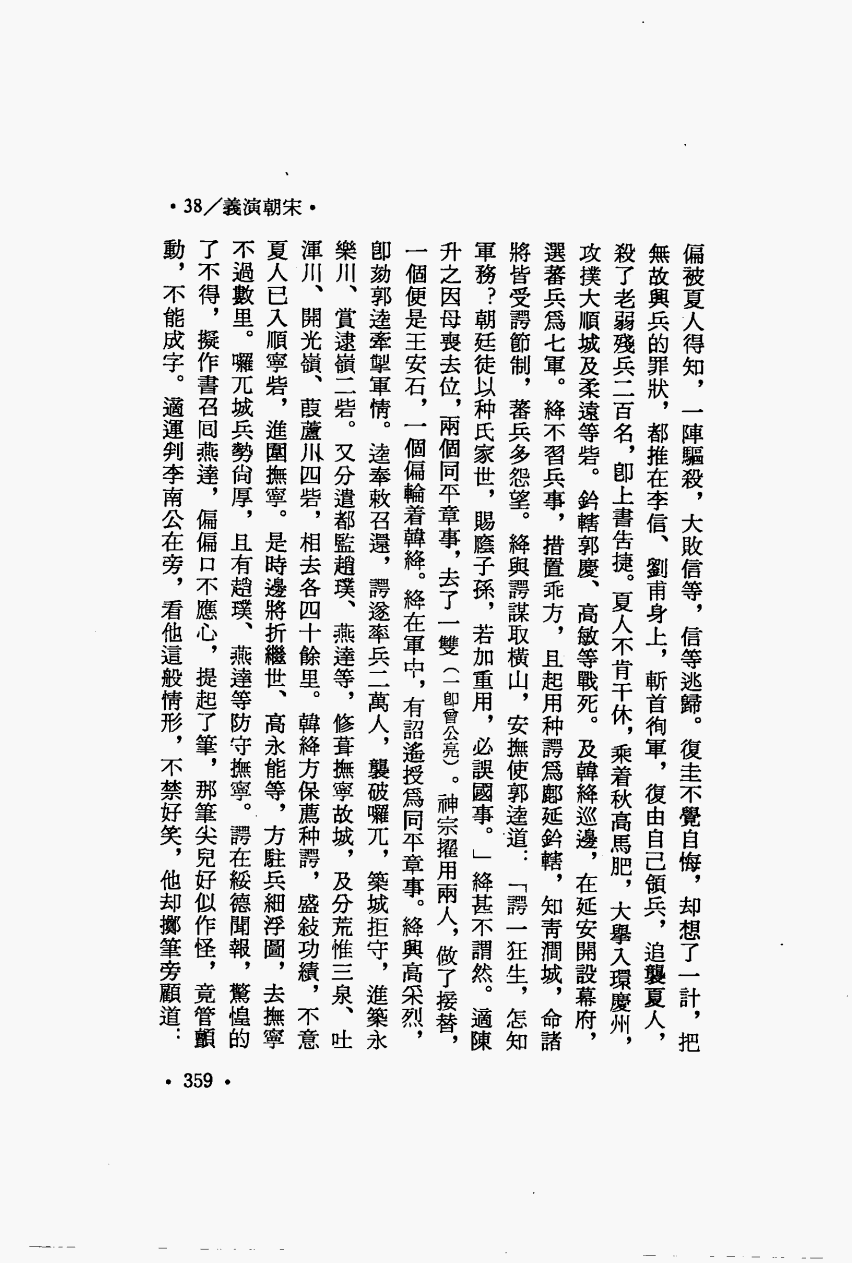 •38／義演朝宋•
偏被夏人得知，一陣驅殺，大敗信等，信等逃歸。復圭不覺自悔，却想了一計，把
無故興兵的罪狀，都推在李信、劉甫身上，斬首徇軍，復由自己領兵，追襲夏人，
殺了老弱殘兵二百名，卽上書告捷。夏人不肯干休，乘着秋高馬肥，大擧入環慶州，
攻撲大順城及柔遠等砦。鈐轄郭慶、高敏等戰死。及韓絳巡邊，在延安開設幕府，
選蕃兵爲七軍。絳不習兵事，措置乖方，且起用种諤爲鄜延鈐轄，知靑澗城，命諸
將皆受諤節制，蕃兵多怨望。絳與諤謀取橫山，安撫使郭逵道：「諤一狂生，怎知
軍務？朝廷徒以种氏家世，賜廕子孫，若加重用，必誤國事。」絳甚不謂然。適陳
升之因母喪去位，兩個同平章事，去了一雙（一卽曾公亮）。神宗擢用兩人，做了接替，
一個便是王安石，一個偏輪着韓絳。絳在軍中，有詔遙授爲同平章事。絳興高采烈，
卽劾郭逵牽掣軍情。逵奉敕召還，諤遂率兵二萬人，襲破囉兀，築城拒守，進築永
樂川、賞逮嶺二砦。又分遣都監趙璞、燕達等，修葺撫寧故城，及分荒堆三泉、吐
渾川、開光嶺、葭蘆川四砦，相去各四十餘里。韓絳方保薦种諤，盛敍功績，不意
夏人已入順寧砦，進圍撫寧。是時邊將折繼世、高永能等，方駐兵細浮圖，去撫寧
不過數里。囉兀城兵勢尙厚，且有趙璞、燕達等防守撫寧。諤在綏德聞報，驚惶的
了不得，擬作書召回燕達，偏偏口不應心，提起了筆，那筆尖兒好似作怪，竟管顫
動，不能成字。適運判李南公在旁，看他這般情形，不禁好笑，他却擲筆旁顧道：
•359•